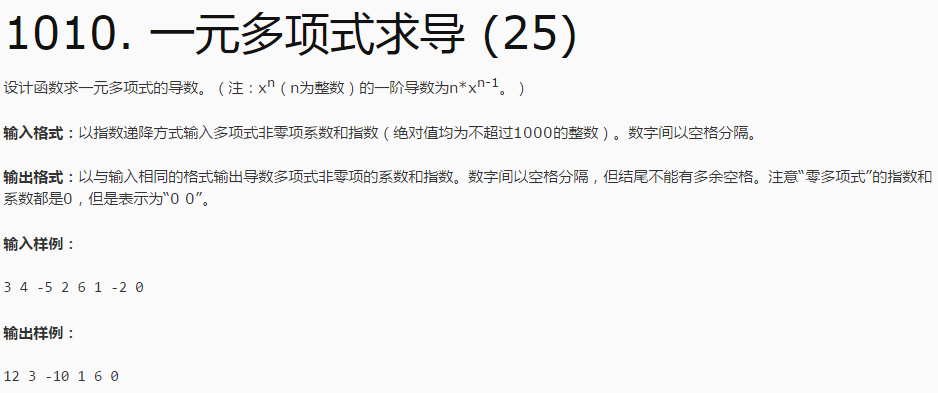 1010. 一元多项式求导 (25)
设计函数求一元多项式的导数。（注：xⁿ（n为整数）的一阶导数为n*xⁿ⁻¹。）
输入格式：以指数递降方式输入多项式非零项系数和指数（绝对值均为不超过1000的整数）。数字间以空格分隔。
输出格式：以与输入相同的格式输出导数多项式非零项的系数和指数。数字间以空格分隔，但结尾不能有多余空格。注意“零多项式”的指数和
系数都是0，但是表示为“0 0”。
输入样例：
3 4 -5 2 6 1 -2 0
输出样例：
12 3 -10 1 6 0